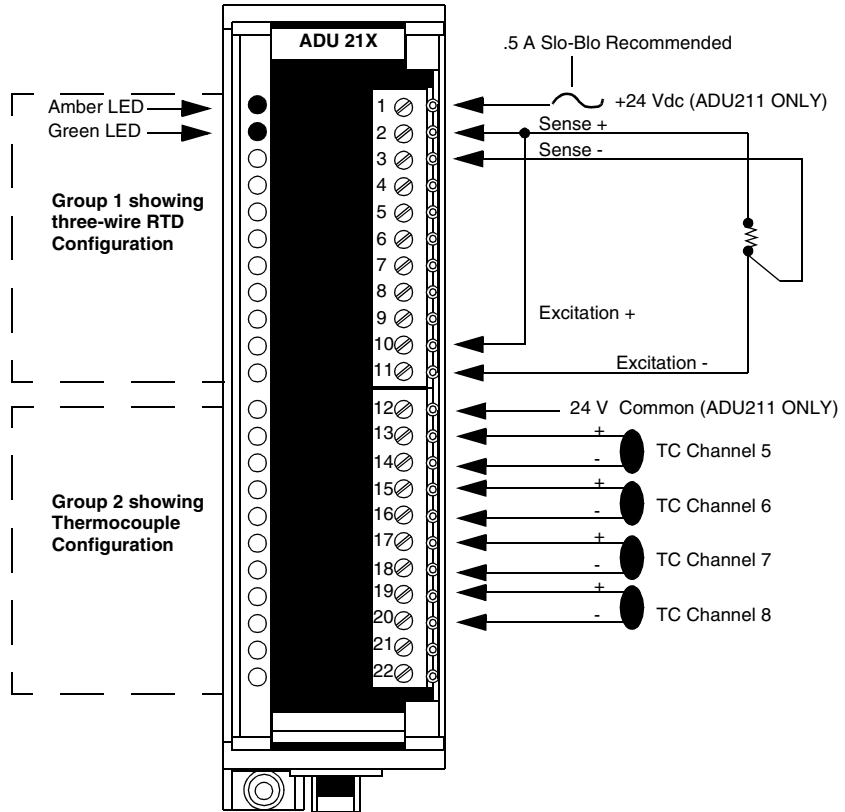 ADU 21X
.5 A Slo-Blo Recommended
Amber LED
Green LED
1
+24 Vdc (ADU211 ONLY)
2
Sense +
3
Sense -
Group 1 showing
three-wire RTD
Configuration
4
5
6
7
8
9
Excitation +
10
11
Excitation -
12
24 V Common (ADU211 ONLY)
13
+
TC Channel 5
14
-
15
+
TC Channel 6
16
-
Group 2 showing
Thermocouple
Configuration
17
+
TC Channel 7
18
-
19
+
TC Channel 8
20
-
21
22